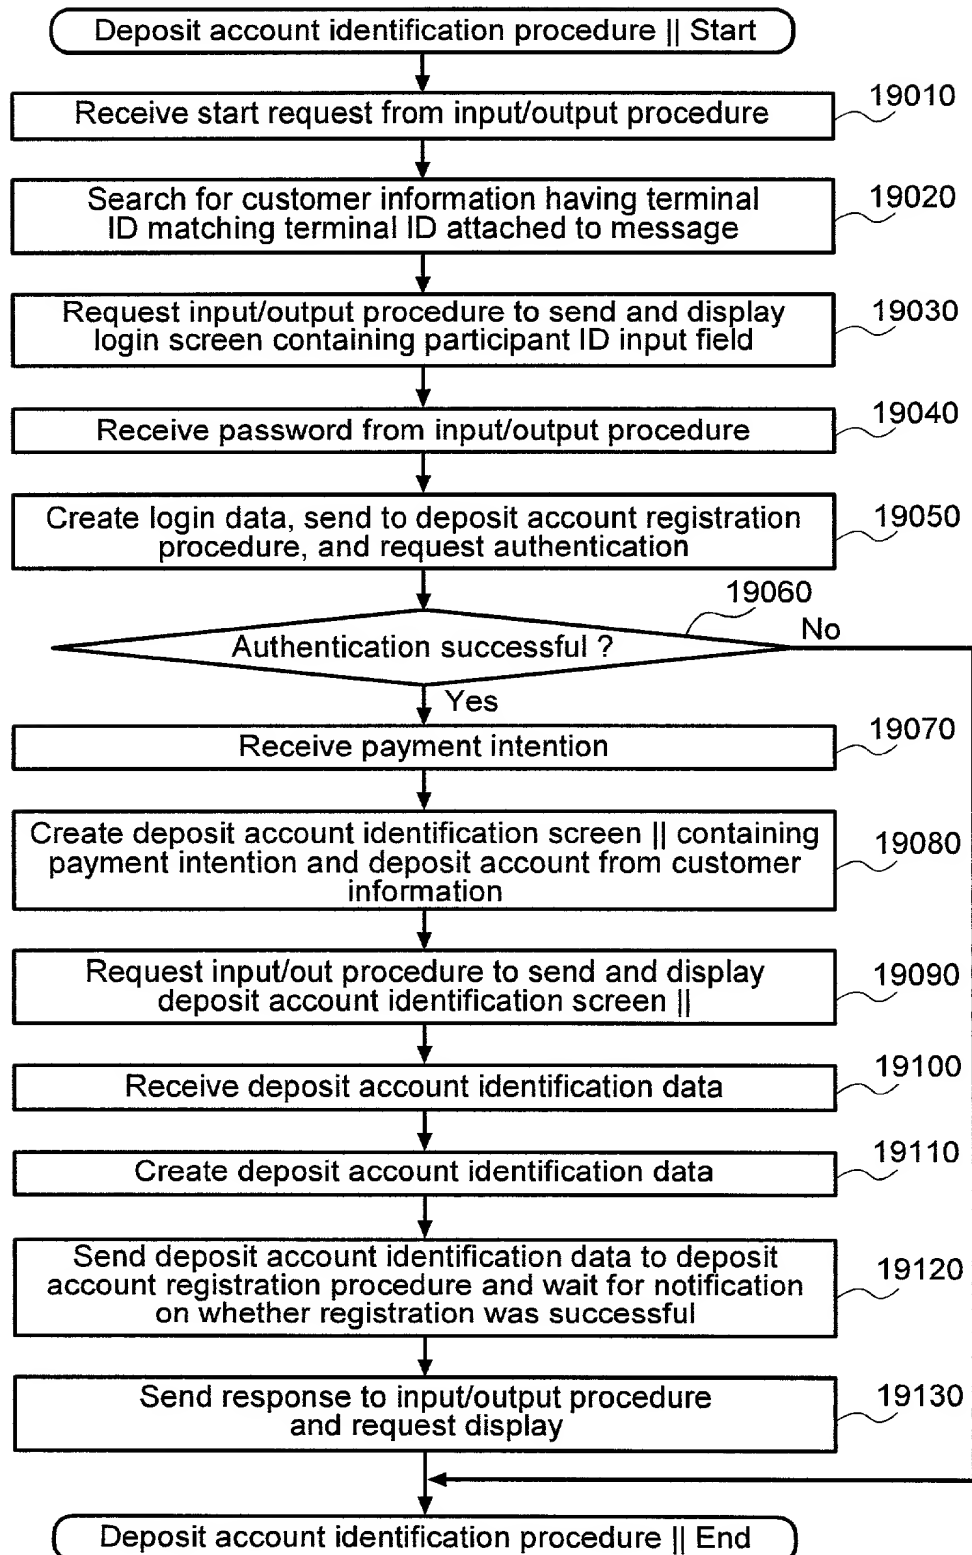 Deposit account identification procedure || Start
Receive start request from input/output procedure
19010
Search for customer information having terminal
ID matching terminal ID attached to message
19020
Request input/output procedure to send and display
login screen containing participant ID input field
19030
Receive password from input/output procedure
19040
Create login data, send to deposit account registration
procedure, and request authentication
19050
19060
Authentication successful ?
No
Yes
Receive payment intention
19070
Create deposit account identification screen || containing
payment intention and deposit account from customer
information
19080
Request input/out procedure to send and display
deposit account identification screen ||
19090
Receive deposit account identification data
19100
Create deposit account identification data
19110
Send deposit account identification data to deposit
account registration procedure and wait for notification
on whether registration was successful
19120
Send response to input/output procedure
and request display
19130
Deposit account identification procedure || End